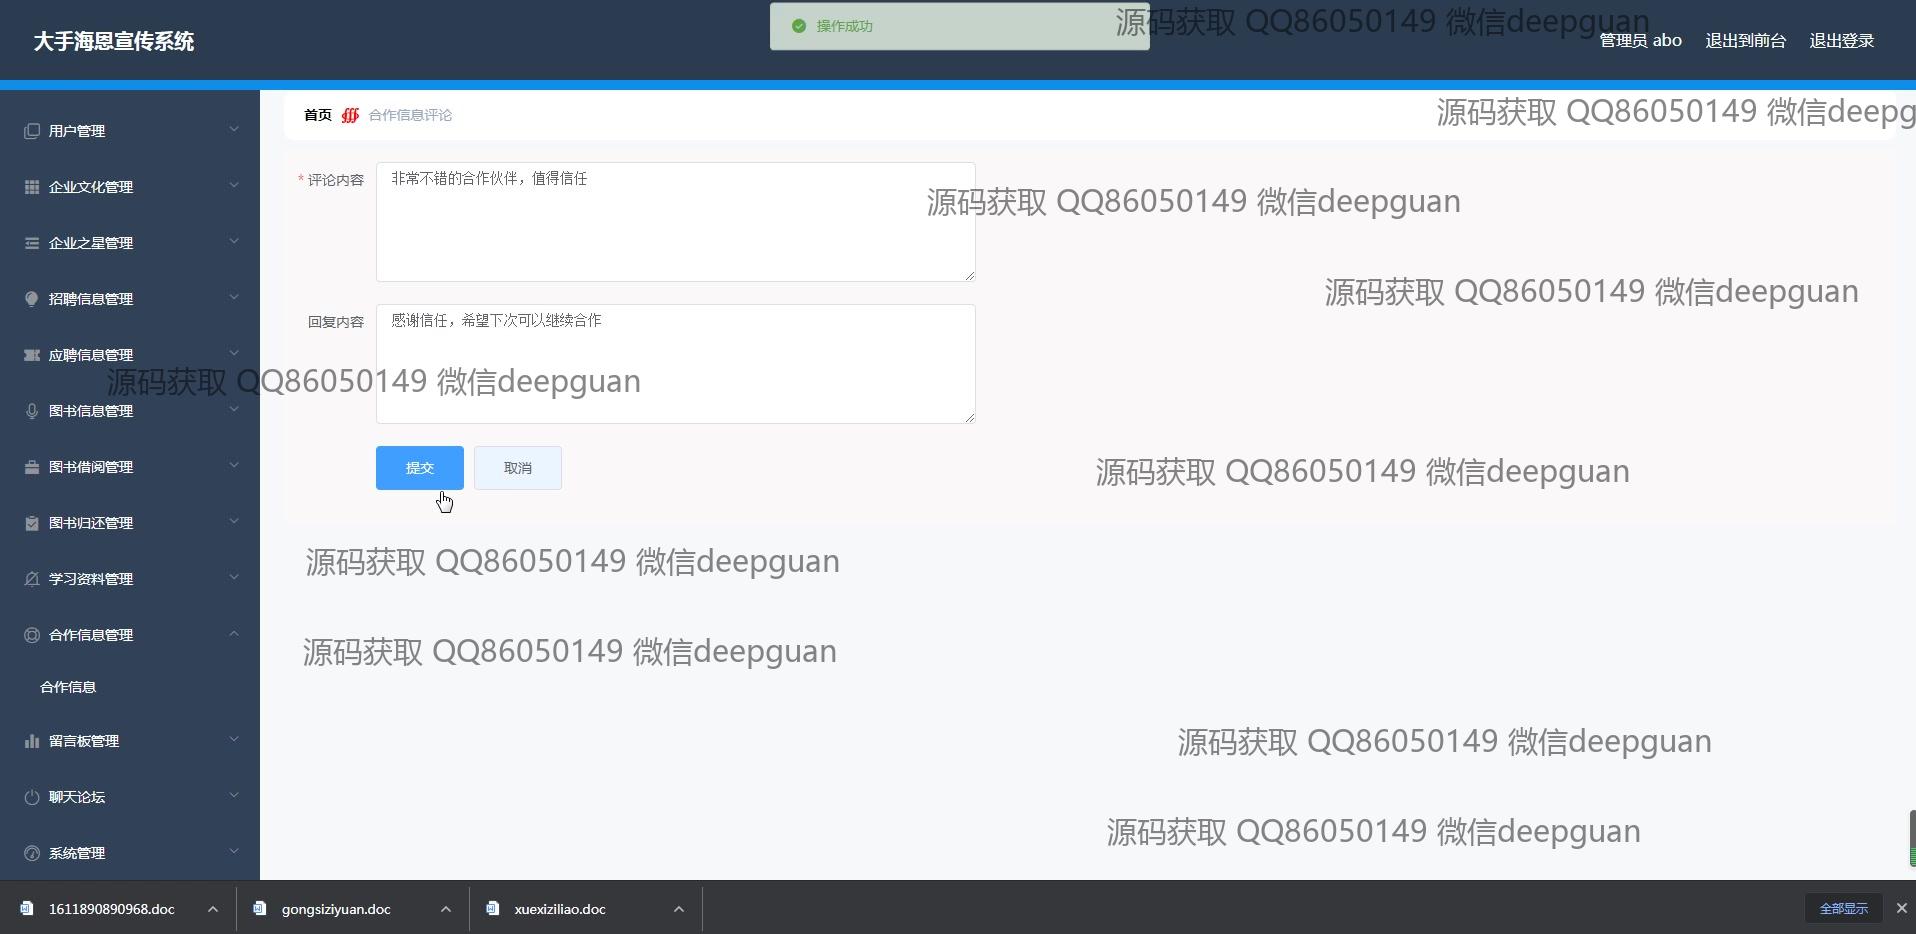 大手海恩宣传系统
操作成功
源码获取 QQ86050149 微信deepguan
管理员 abo
退出到前台
退出登录
首页
合作信息评论
源码获取 QQ86050149 微信deepg
用户管理
企业文化管理
企业之星管理
招聘信息管理
应聘信息管理
图书信息管理
图书借阅管理
图书归还管理
学习资料管理
合作信息管理
合作信息
留言板管理
聊天论坛
系统管理
* 评论内容
非常不错的合作伙伴，值得信任
源码获取 QQ86050149 微信deepguan
源码获取 QQ86050149 微信deepguan
回复内容
感谢信任，希望下次可以继续合作
源码获取 QQ86050149 微信deepguan
提交
取消
源码获取 QQ86050149 微信deepguan
源码获取 QQ86050149 微信deepguan
源码获取 QQ86050149 微信deepguan
源码获取 QQ86050149 微信deepguan
源码获取 QQ86050149 微信deepguan
1611890890968.doc
gongsiziyuan.doc
xuexiziliao.doc
全部显示